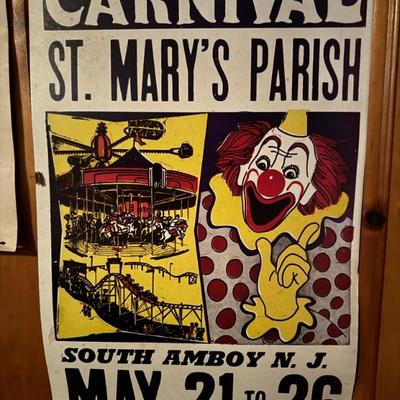 CARNIVAL
ST. MARY'S PARISH
SOUTH AMBOY N. J.
MAY 21 TO 26